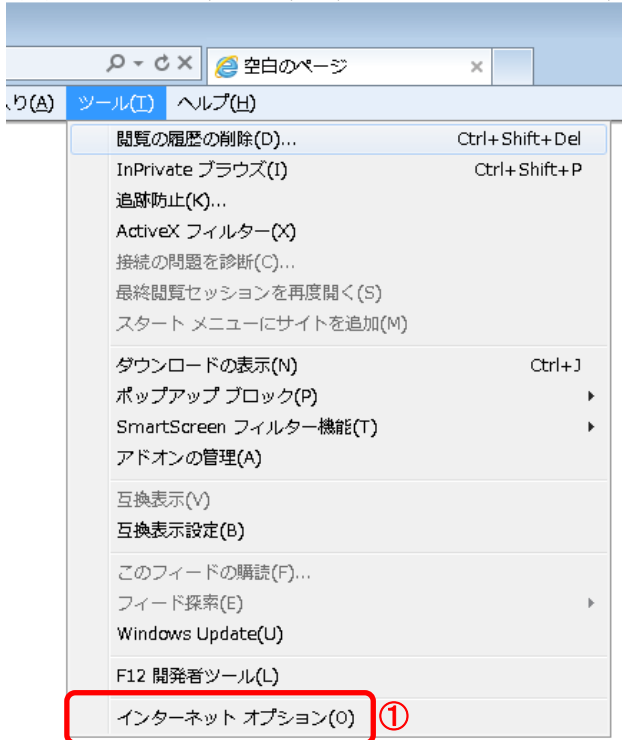 空白のページ
り(A) ツール(T) ヘルプ(H)
閲覧の履歴の削除(D)... Ctrl+Shift+Del
InPrivate ブラウズ(I) Ctrl+Shift+P
追跡防止(K)...
ActiveX フィルター(X)
接続の問題を診断(C)...
最終閲覧セッションを再度開く(S)
スタート メニューにサイトを追加(M)
ダウンロードの表示(N) Ctrl+J
ポップアップ ブロック(P)
SmartScreen フィルター機能(T)
アドオンの管理(A)
互換表示(V)
互換表示設定(B)
このフィードの購読(F)...
フィード探索(E)
Windows Update(U)
F12 開発者ツール(L)
インターネット オプション(O) ①